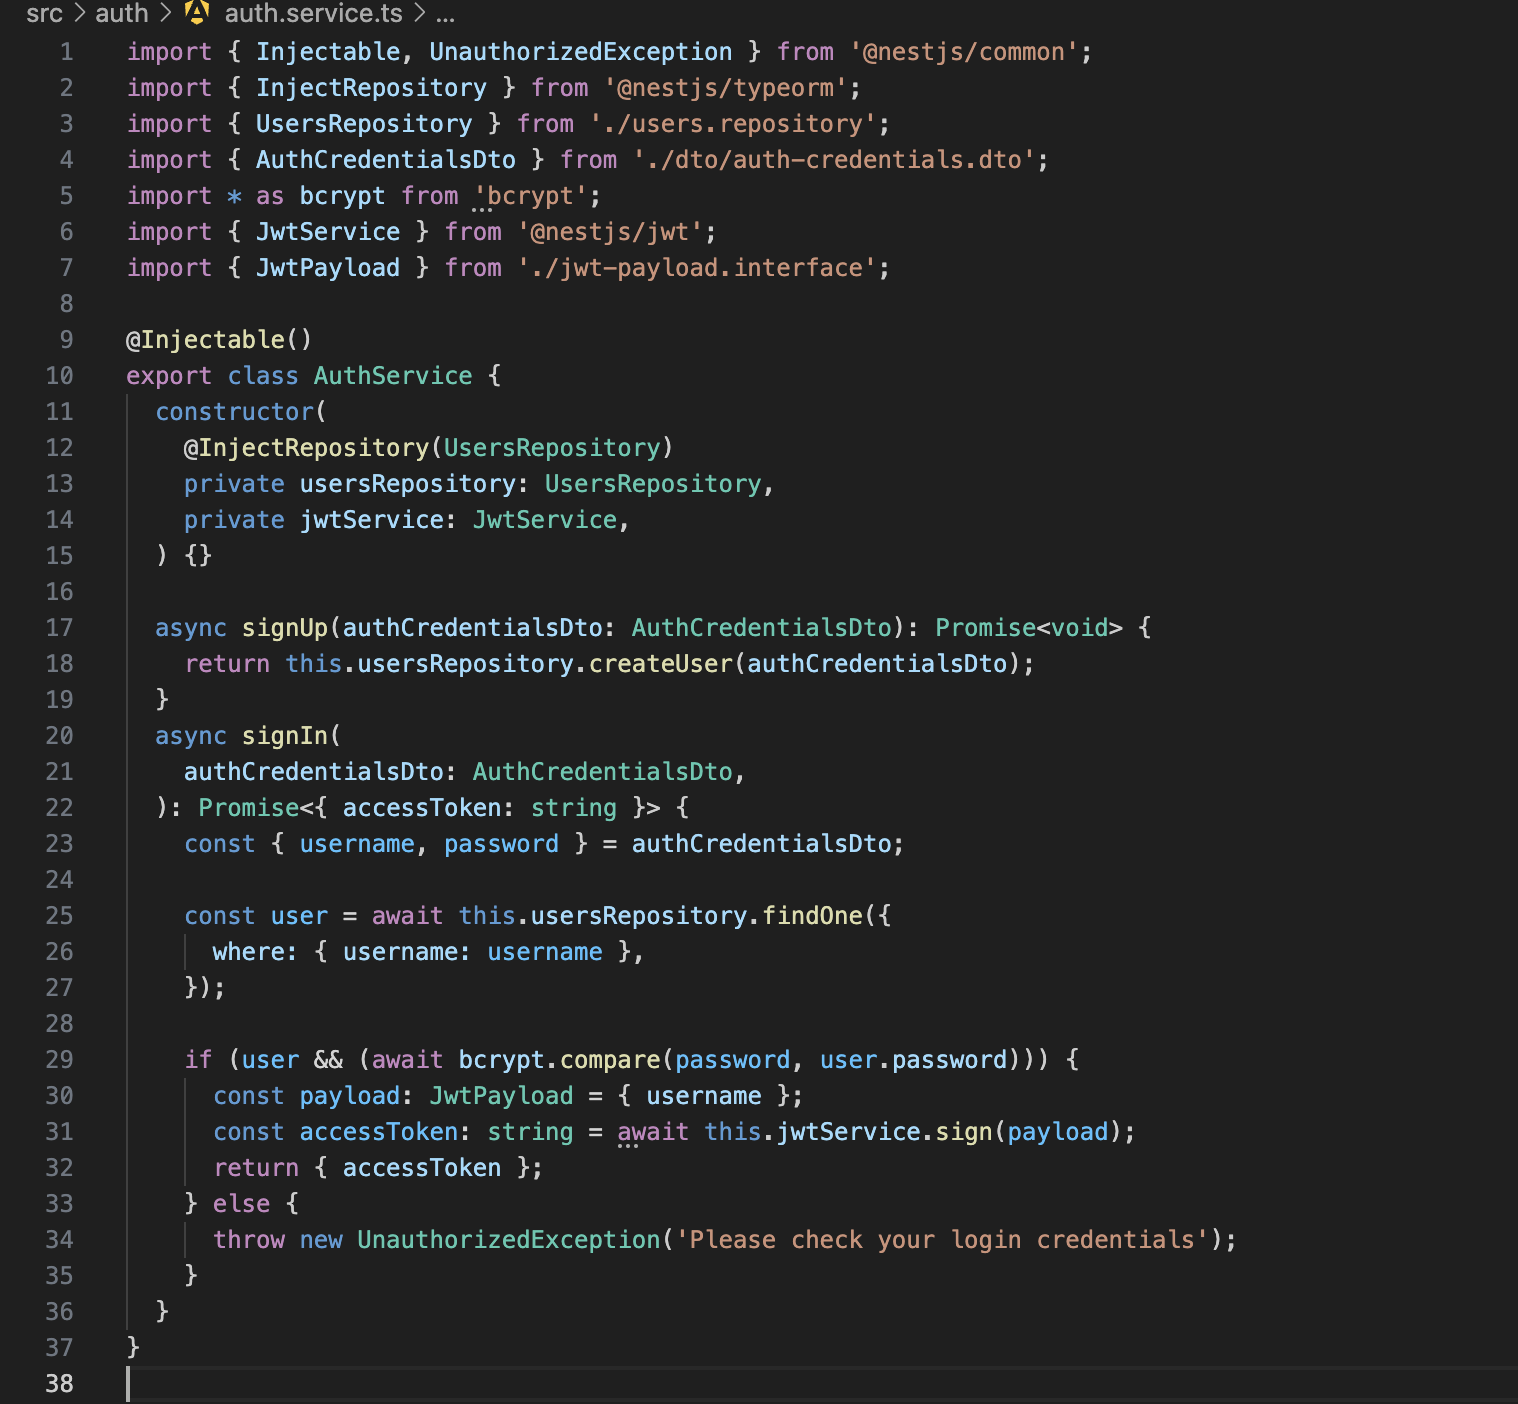 src > auth > auth.service.ts > ...
1 import { Injectable, UnauthorizedException } from '@nestjs/common';
2 import { InjectRepository } from '@nestjs/typeorm';
3 import { UsersRepository } from './users.repository';
4 import { AuthCredentialsDto } from './dto/auth-credentials.dto';
5 import * as bcrypt from 'bcrypt';
6 import { JwtService } from '@nestjs/jwt';
7 import { JwtPayload } from './jwt-payload.interface';
8
9 @Injectable()
10 export class AuthService {
11   constructor(
12     @InjectRepository(UsersRepository)
13     private usersRepository: UsersRepository,
14     private jwtService: JwtService,
15   ) {}
16
17   async signUp(authCredentialsDto: AuthCredentialsDto): Promise<void> {
18     return this.usersRepository.createUser(authCredentialsDto);
19   }
20   async signIn(
21     authCredentialsDto: AuthCredentialsDto,
22   ): Promise<{ accessToken: string }> {
23     const { username, password } = authCredentialsDto;
24
25     const user = await this.usersRepository.findOne({
26       where: { username: username },
27     });
28
29     if (user && (await bcrypt.compare(password, user.password))) {
30       const payload: JwtPayload = { username };
31       const accessToken: string = await this.jwtService.sign(payload);
32       return { accessToken };
33     } else {
34       throw new UnauthorizedException('Please check your login credentials');
35     }
36   }
37 }
38